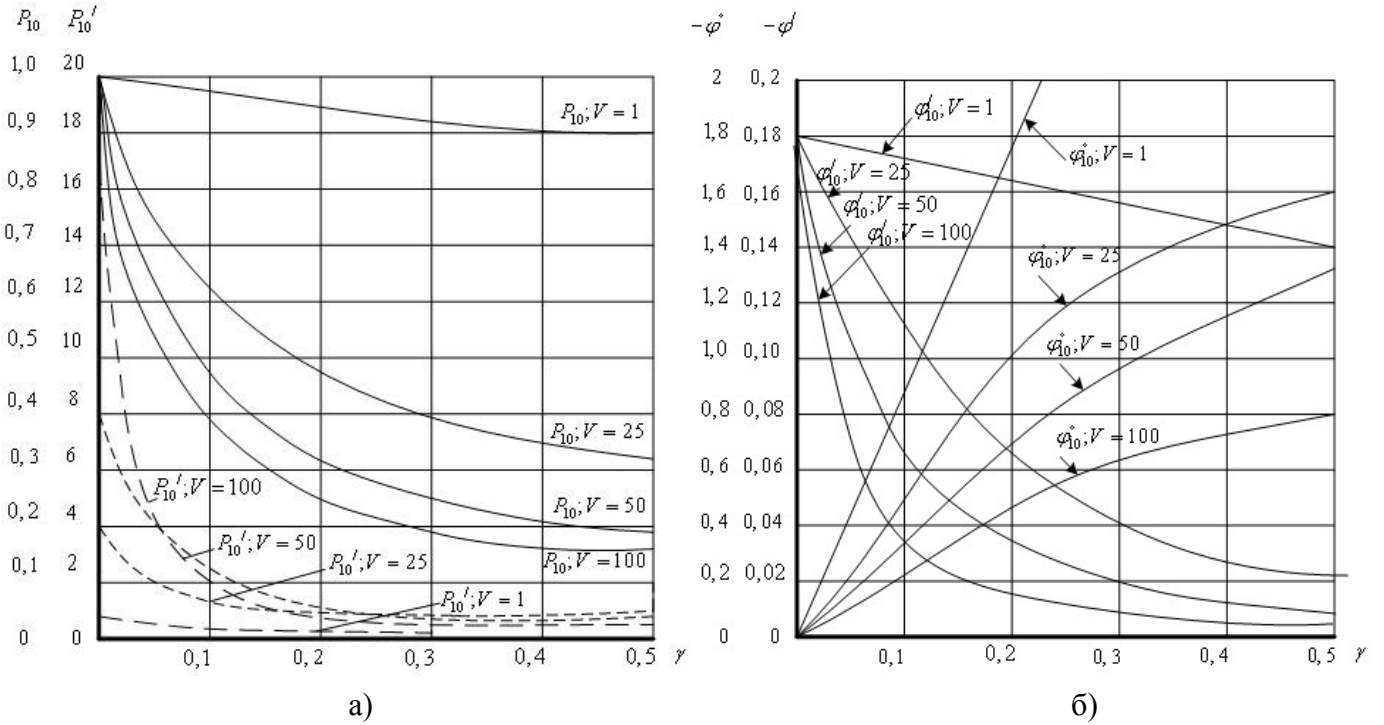 P₁₀ P₁₀′
1,0 20
0,9 18
0,8 16
0,7 14
0,6 12
0,5 10
0,4 8
0,3 6
0,2 4
0,1 2
0 0
P₁₀; V = 1
P₁₀; V = 25
P₁₀; V = 50
P₁₀; V = 100
P₁₀′; V = 100
P₁₀′; V = 50
P₁₀′; V = 25
P₁₀′; V = 1
0,1 0,2 0,3 0,4 0,5 γ
а)
−φ° −φ′
2 0,2
1,8 0,18
1,6 0,16
1,4 0,14
1,2 0,12
1,0 0,10
0,8 0,08
0,6 0,06
0,4 0,04
0,2 0,02
0 0
φ′₁₀; V = 1
φ°₁₀; V = 1
φ′₁₀; V = 25
φ′₁₀; V = 50
φ′₁₀; V = 100
φ°₁₀; V = 25
φ°₁₀; V = 50
φ°₁₀; V = 100
0,1 0,2 0,3 0,4 0,5 γ
б)